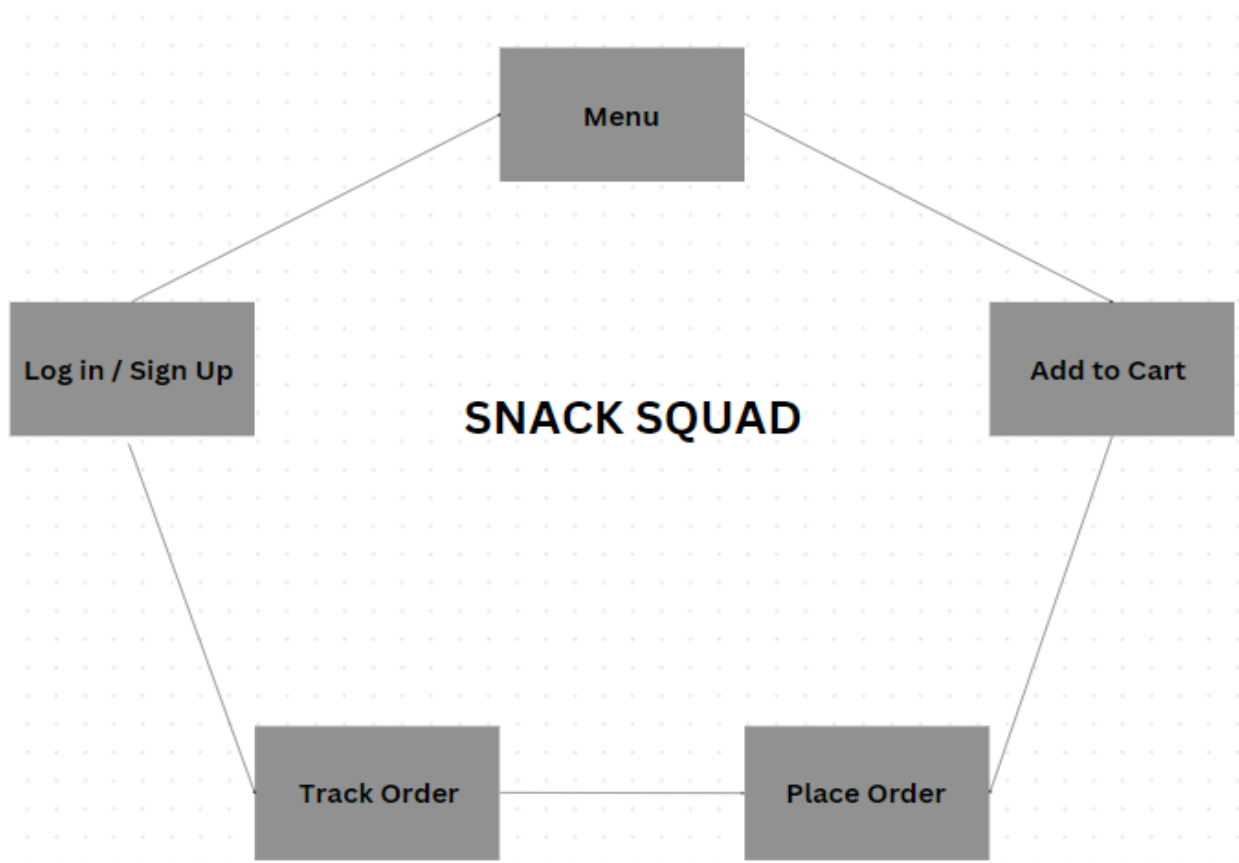 Menu
Log in / Sign Up
Add to Cart
SNACK SQUAD
Track Order
Place Order